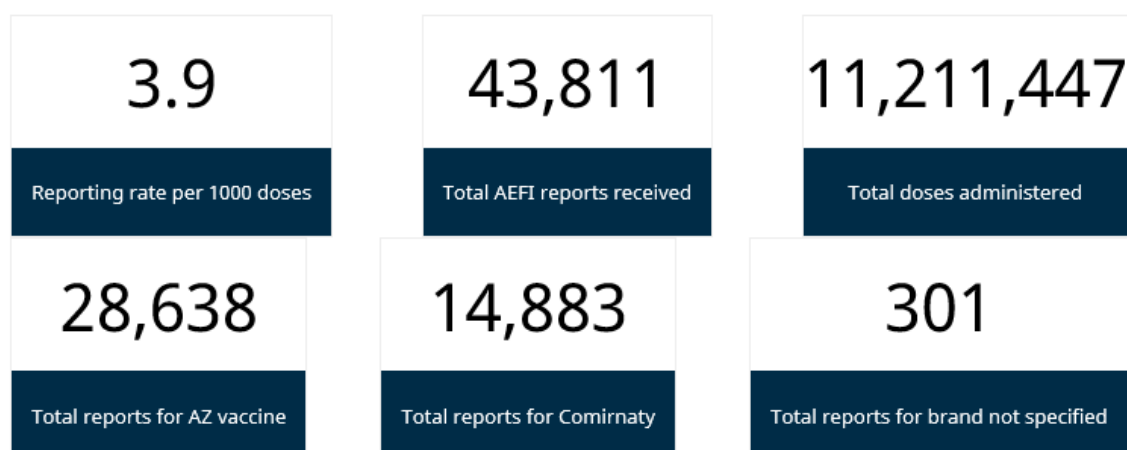 3.9
43,811
11,211,447
Reporting rate per 1000 doses
Total AEFI reports received
Total doses administered
28,638
14,883
301
Total reports for AZ vaccine
Total reports for Comirnaty
Total reports for brand not specified